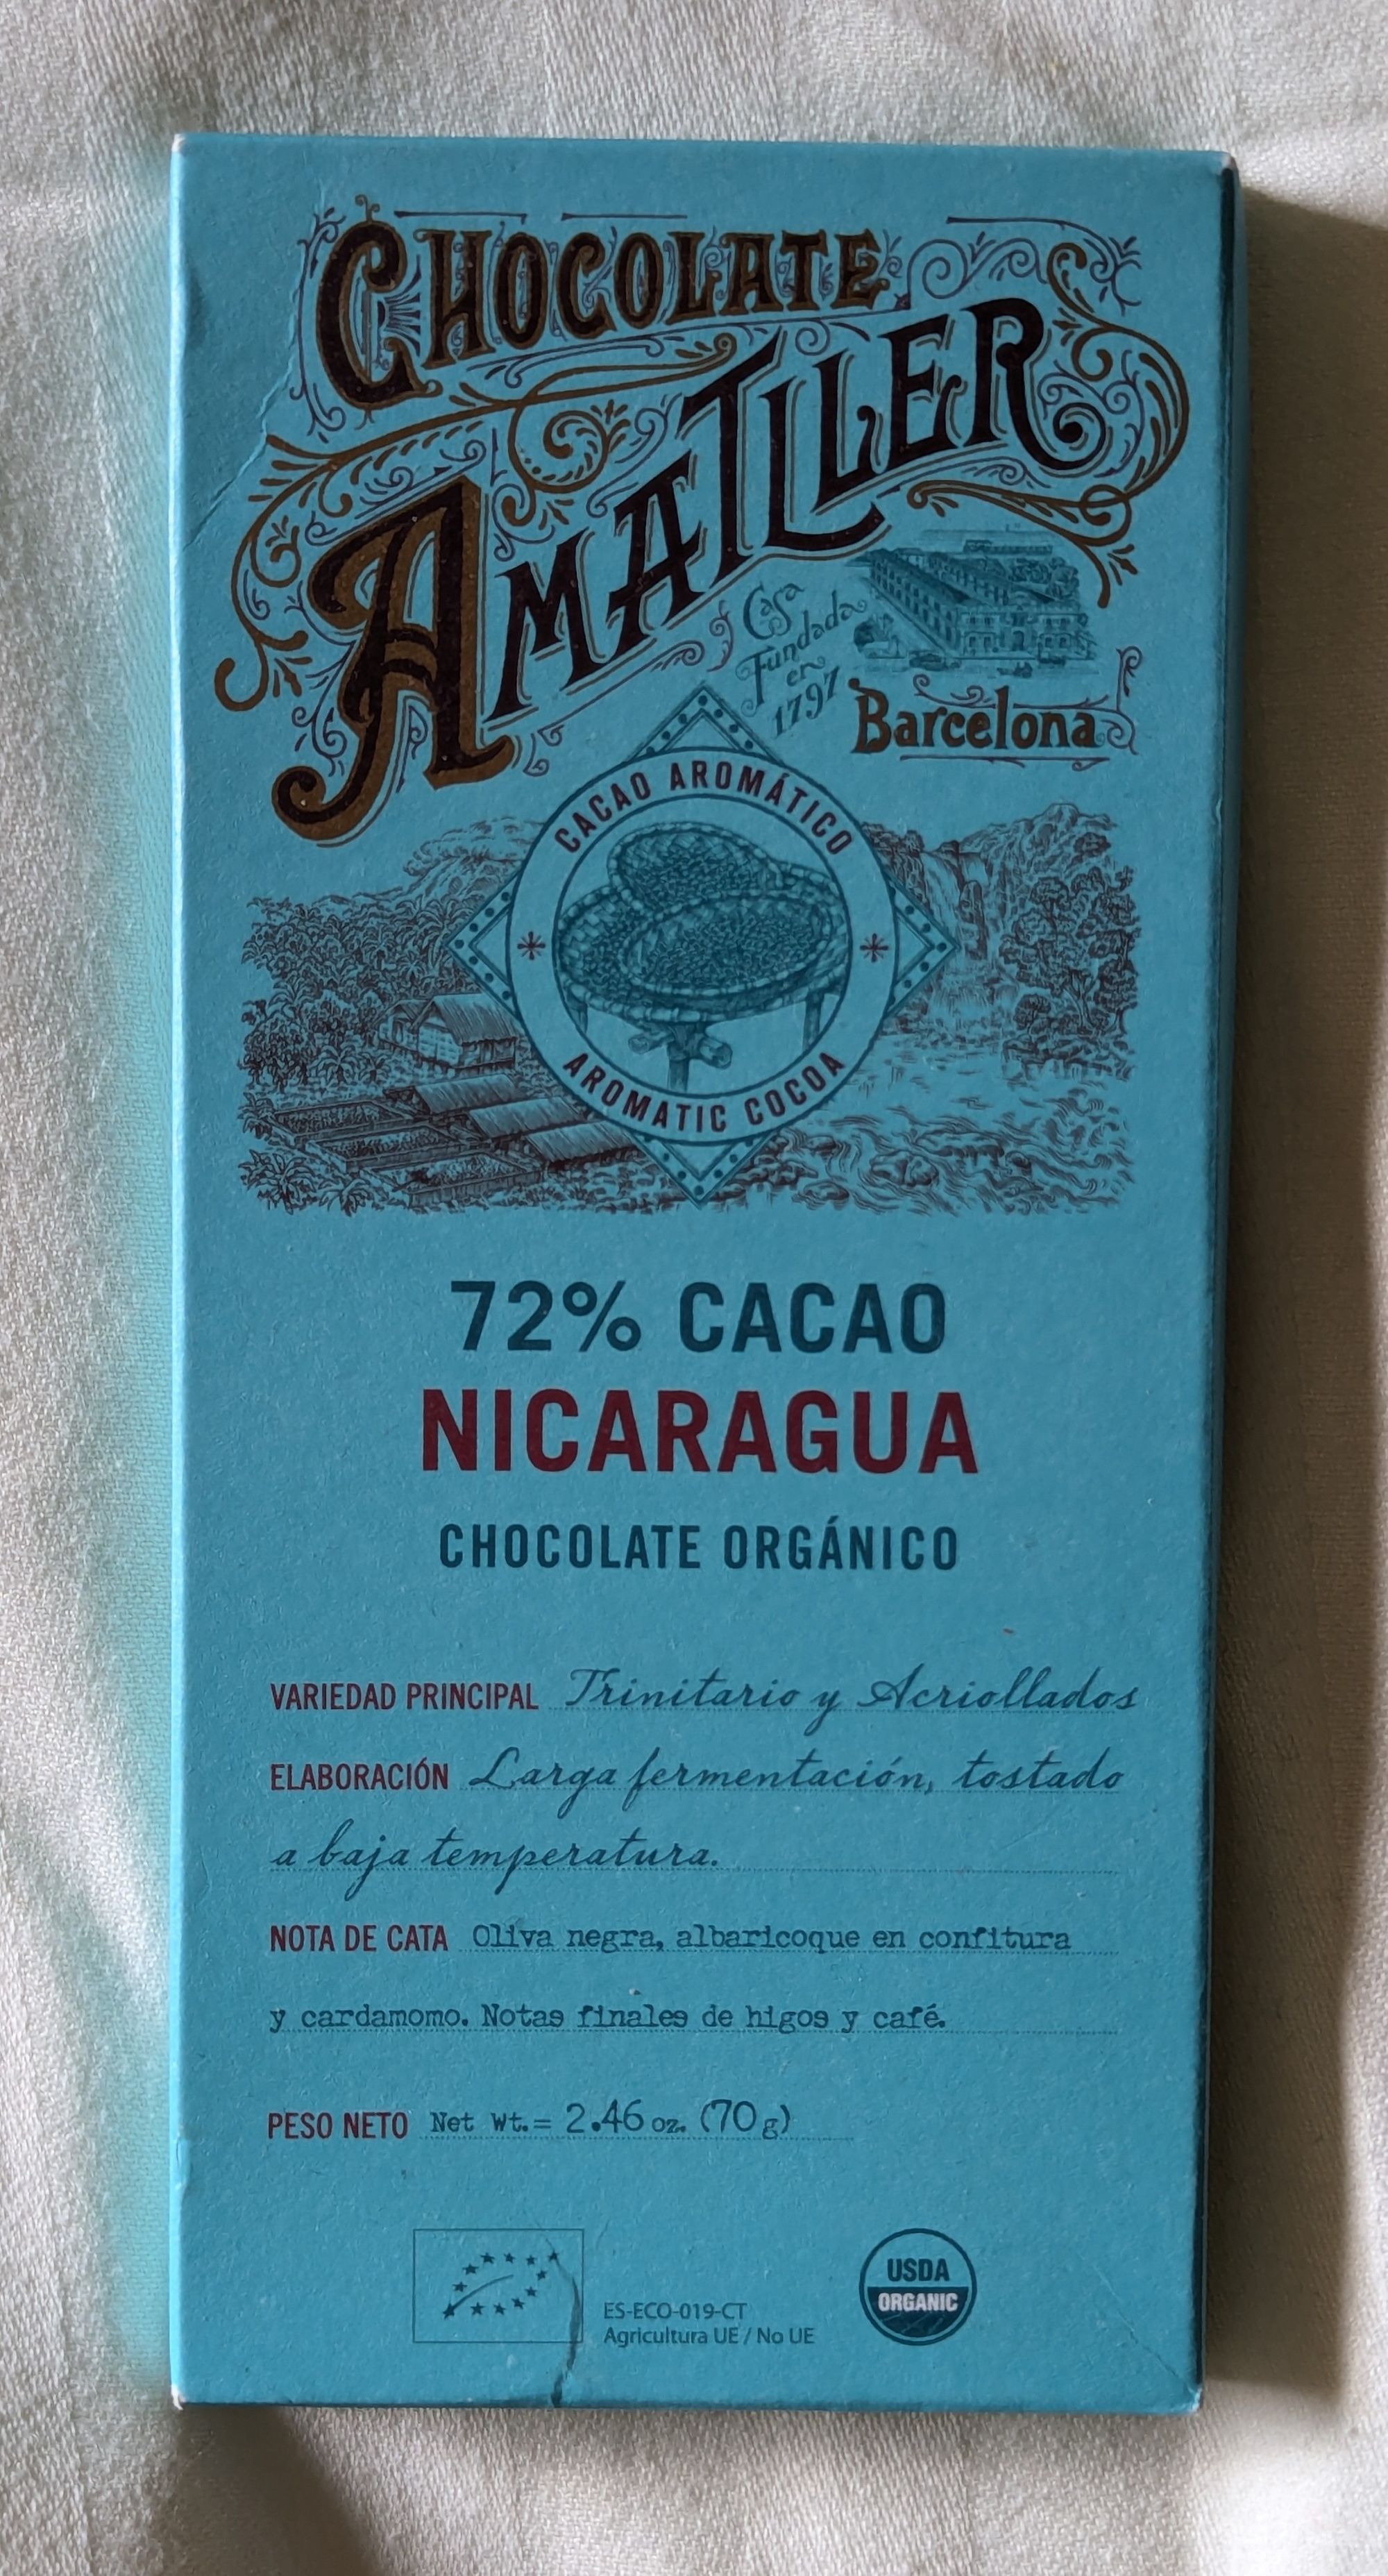 CHOCOLATE
AMATLLER
Casa
Fundada
en
1797
Barcelona
CACAO AROMÁTICO
AROMATIC COCOA
72% CACAO
NICARAGUA
CHOCOLATE ORGÁNICO
VARIEDAD PRINCIPAL Trinitario y Acriollados
ELABORACIÓN Larga fermentación, tostado
a baja temperatura.
NOTA DE CATA Oliva negra, albaricoque en confitura
y cardamomo. Notas finales de higos y café.
PESO NETO Net Wt.= 2.46 oz. (70 g)
ES-ECO-019-CT
Agricultura UE / No UE
USDA
ORGANIC